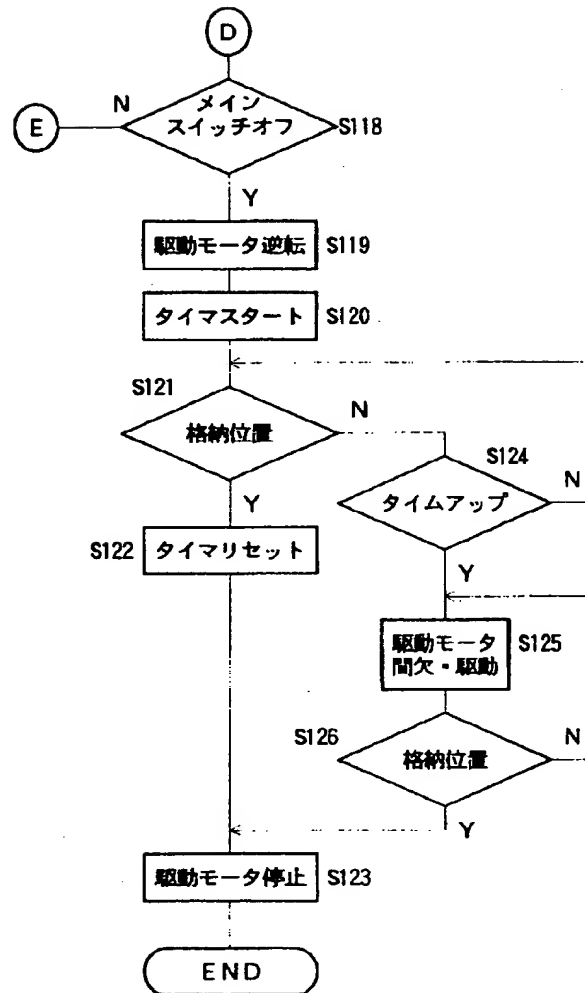 D
N
E
メイン
スイッチオフ
S118
Y
駆動モータ逆転
S119
タイマスタート
S120
S121
格納位置
N
Y
S124
タイムアップ
N
S122
タイマリセット
Y
駆動モータ
間欠・駆動
S125
S126
格納位置
N
Y
駆動モータ停止
S123
END